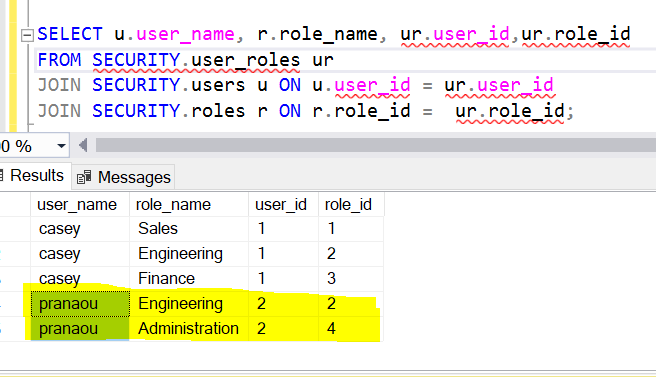 SELECT u.user_name, r.role_name, ur.user_id,ur.role_id
FROM SECURITY.user_roles ur
JOIN SECURITY.users u ON u.user_id = ur.user_id
JOIN SECURITY.roles r ON r.role_id =  ur.role_id;
00 %
Results Messages
user_name role_name user_id role_id
casey Sales 1 1
casey Engineering 1 2
casey Finance 1 3
pranaou Engineering 2 2
pranaou Administration 2 4